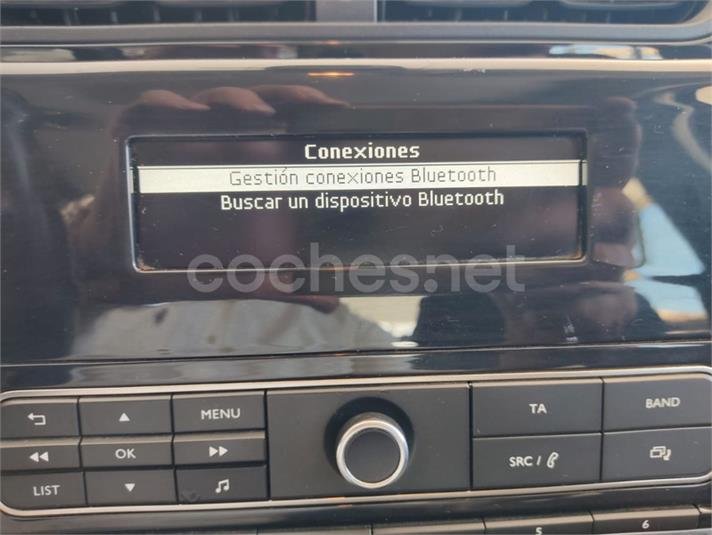 Conexiones
Gestión conexiones Bluetooth
Buscar un dispositivo Bluetooth
coches.net
MENU
TA
BAND
OK
SRC /
LIST
5
6